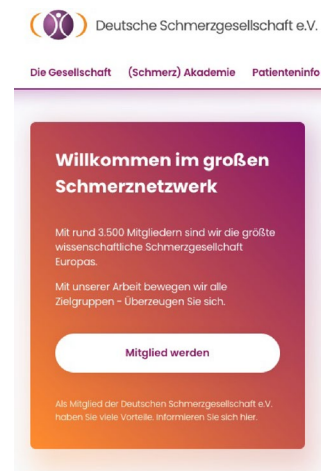 Deutsche Schmerzgesellschaft e.V.
Die Gesellschaft (Schmerz) Akademie Patienteninfo
Willkommen im großen
Schmerznetzwerk
Mit rund 3.500 Mitgliedern sind wir die größte
wissenschaftliche Schmerzgesellchaft
Europas.
Mit unserer Arbeit bewegen wir alle
Zielgruppen - Überzeugen Sie sich.
Mitglied werden
Als Mitglied der Deutschen Schmerzgesellschaft e.V.
haben Sie viele Vorteile. Informieren Sie sich hier.